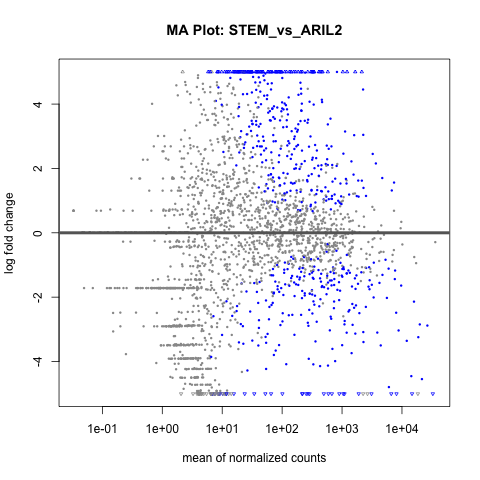 MA Plot: STEM_vs_ARIL2
log fold change
4
2
0
-2
-4
1e-01 1e+00 1e+01 1e+02 1e+03 1e+04
mean of normalized counts